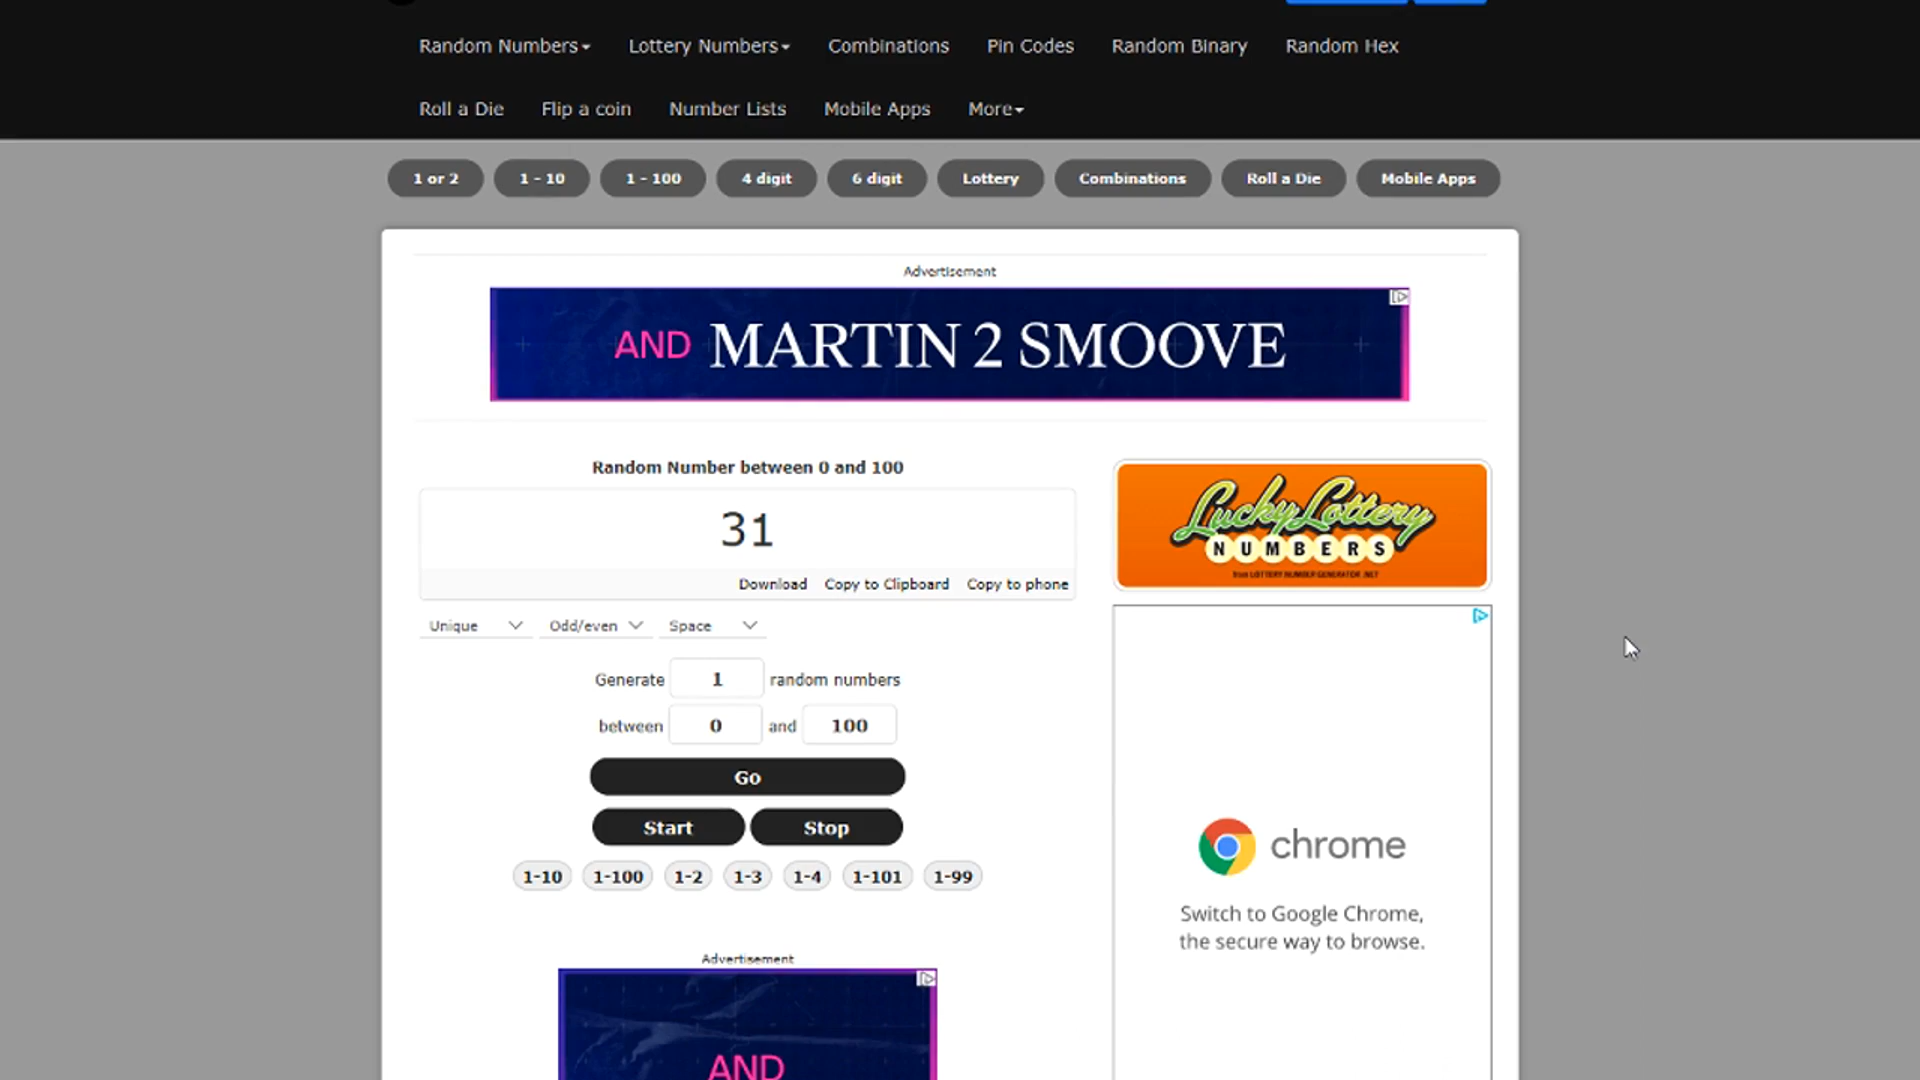 Random Numbers
Lottery Numbers
Combinations
Pin Codes
Random Binary
Random Hex
Roll a Die
Flip a coin
Number Lists
Mobile Apps
More
1 or 2
1 - 10
1 - 100
4 digit
6 digit
Lottery
Combinations
Roll a Die
Mobile Apps
Advertisement
AND MARTIN 2 SMOOVE
Random Number between 0 and 100
31
Download
Copy to Clipboard
Copy to phone
Unique
Odd/even
Space
Generate 1 random numbers
between 0 and 100
Go
Start
Stop
1-10
1-100
1-2
1-3
1-4
1-101
1-99
Advertisement
AND
Lucky Lottery
NUMBERS
from LOTTERY NUMBER GENERATOR .NET
chrome
Switch to Google Chrome,
the secure way to browse.